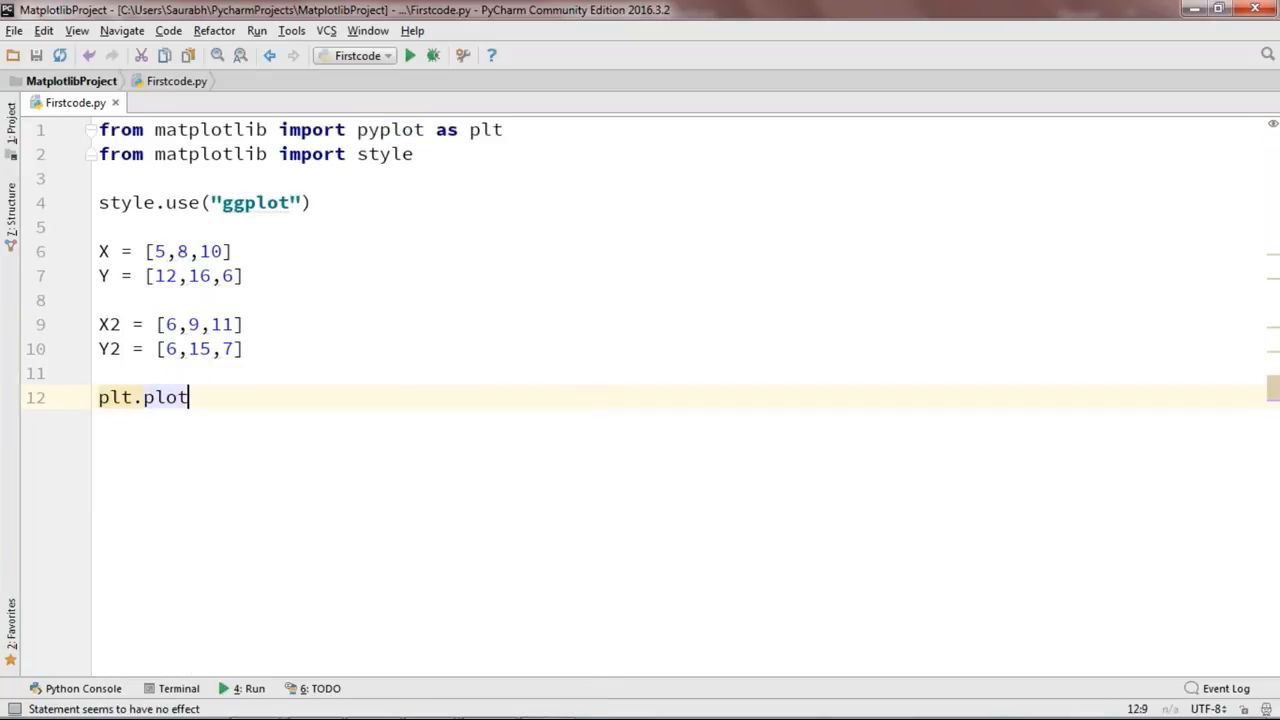 MatplotlibProject - [C:\Users\Saurabh\PycharmProjects\MatplotlibProject] - ...\Firstcode.py - PyCharm Community Edition 2016.3.2
File Edit View Navigate Code Refactor Run Tools VCS Window Help
Firstcode
MatplotlibProject Firstcode.py
Firstcode.py
1: Project
Z: Structure
2: Favorites
1 from matplotlib import pyplot as plt
2 from matplotlib import style
3
4 style.use("ggplot")
5
6 X = [5,8,10]
7 Y = [12,16,6]
8
9 X2 = [6,9,11]
10 Y2 = [6,15,7]
11
12 plt.plot
Python Console Terminal 4: Run 6: TODO Event Log
Statement seems to have no effect 12:9 n/a UTF-8